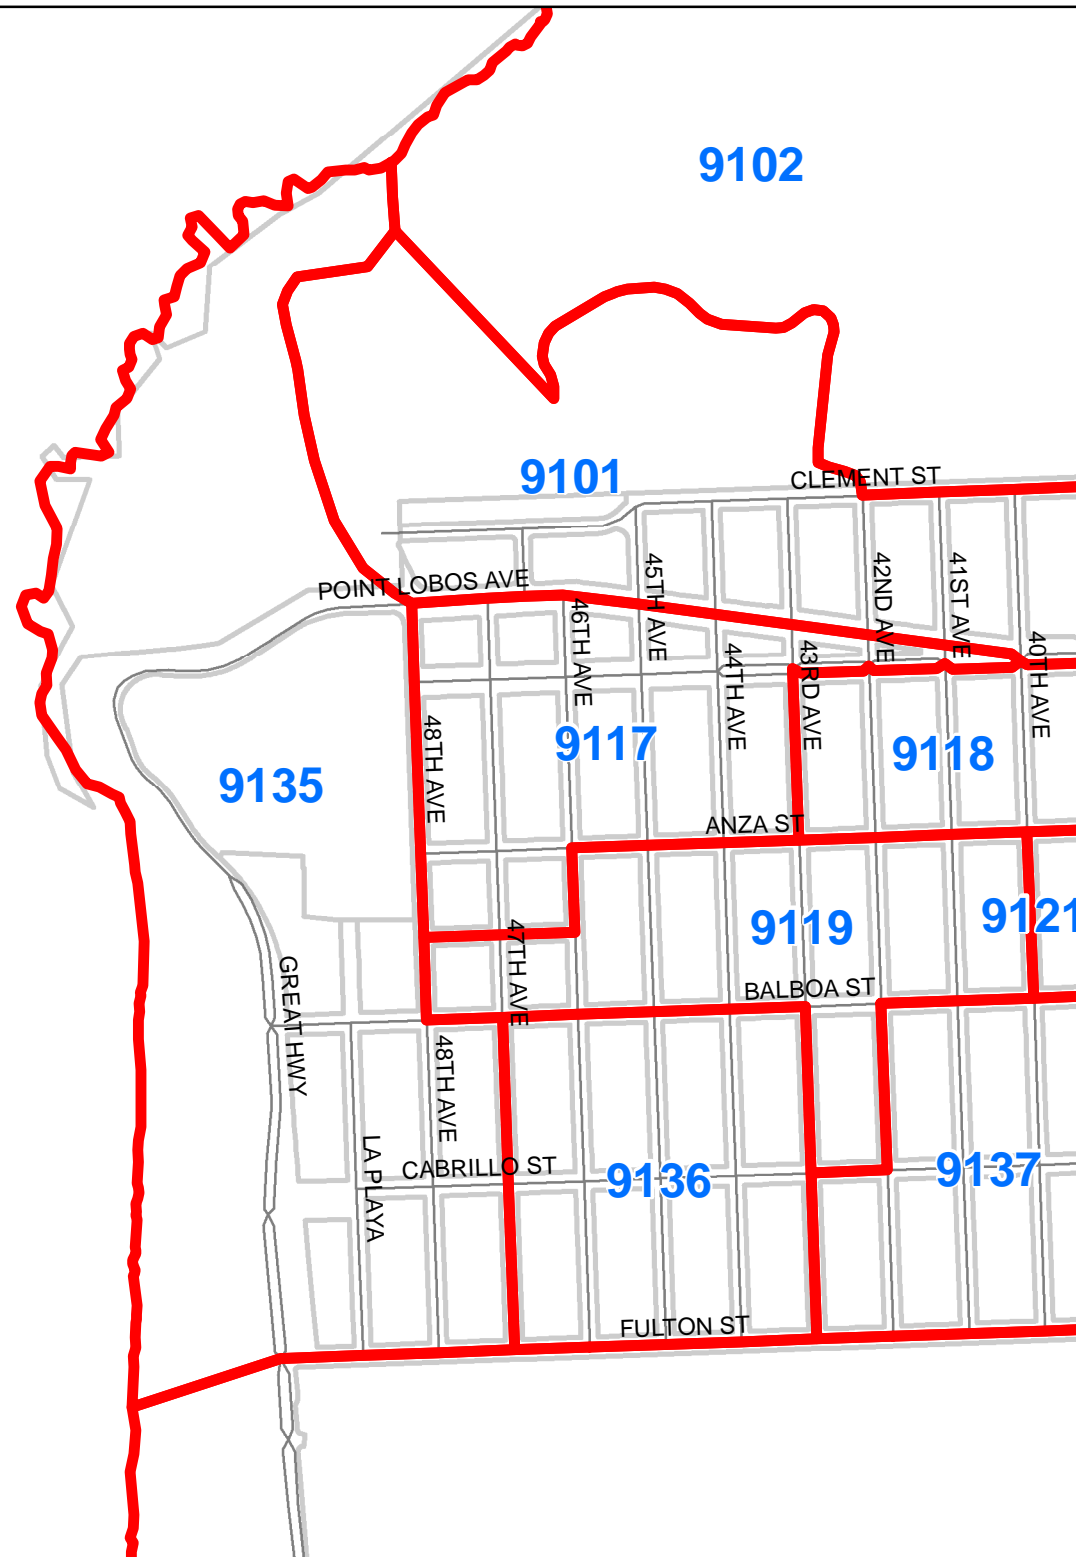 9102
9101
CLEMENT ST
POINT LOBOS AVE
45TH AVE
42ND AVE
41ST AVE
46TH AVE
44TH AVE
43RD AVE
40TH AVE
48TH AVE
9117
9118
9135
ANZA ST
9119
9121
47TH AVE
BALBOA ST
GREAT HWY
48TH AVE
LA PLAYA
CABRILLO ST
9136
9137
FULTON ST